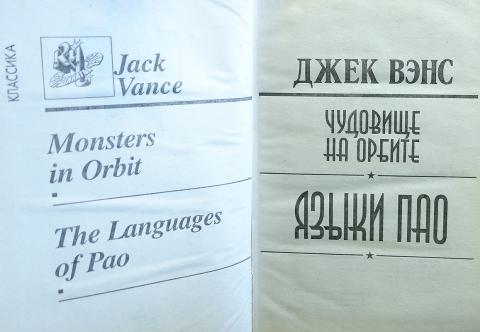 КЛАССИКА
Jack
Vance
Monsters
in Orbit
The Languages
of Pao
ДЖЕК ВЭНС
ЧУДОВИЩЕ
НА ОРБИТЕ
ЯЗЫКИ ПАО